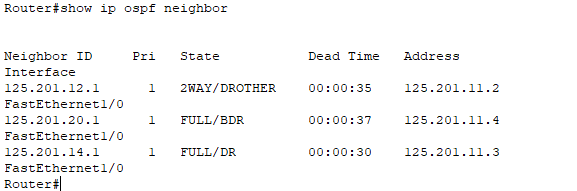 Router#show ip ospf neighbor
Neighbor ID Pri State Dead Time Address
Interface
125.201.12.1 1 2WAY/DROTHER 00:00:35 125.201.11.2
FastEthernet1/0
125.201.20.1 1 FULL/BDR 00:00:37 125.201.11.4
FastEthernet1/0
125.201.14.1 1 FULL/DR 00:00:30 125.201.11.3
FastEthernet1/0
Router#